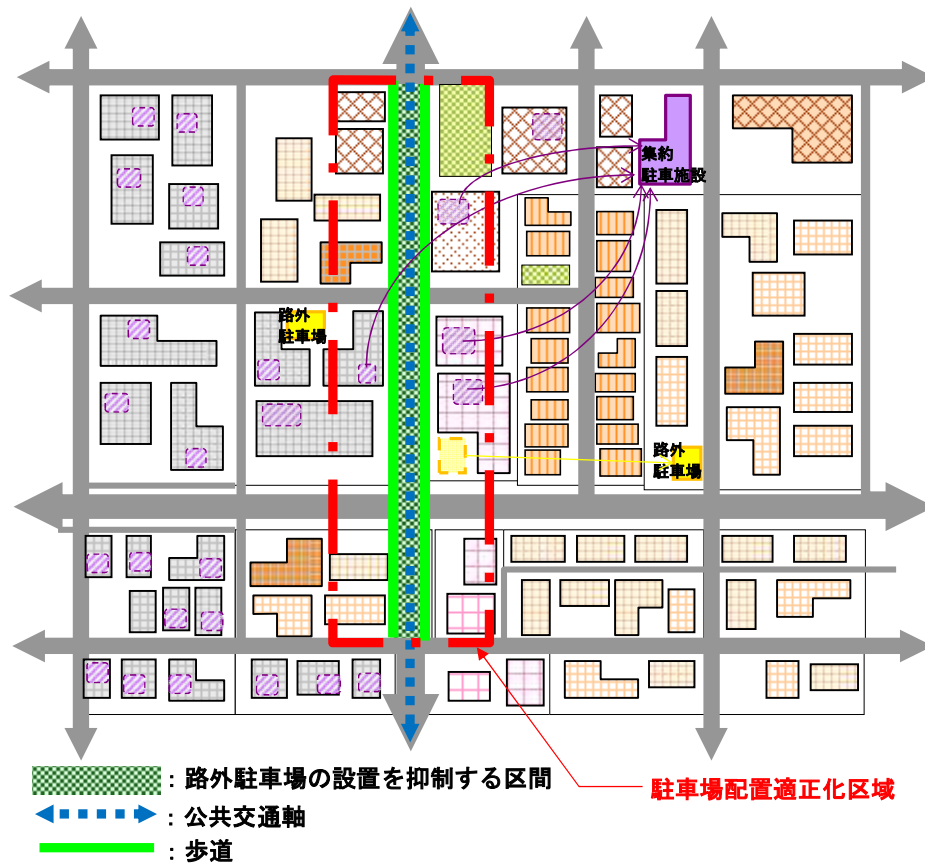 集約
駐車施設
路外
駐車場
路外
駐車場
：路外駐車場の設置を抑制する区間
：公共交通軸
：歩道
駐車場配置適正化区域